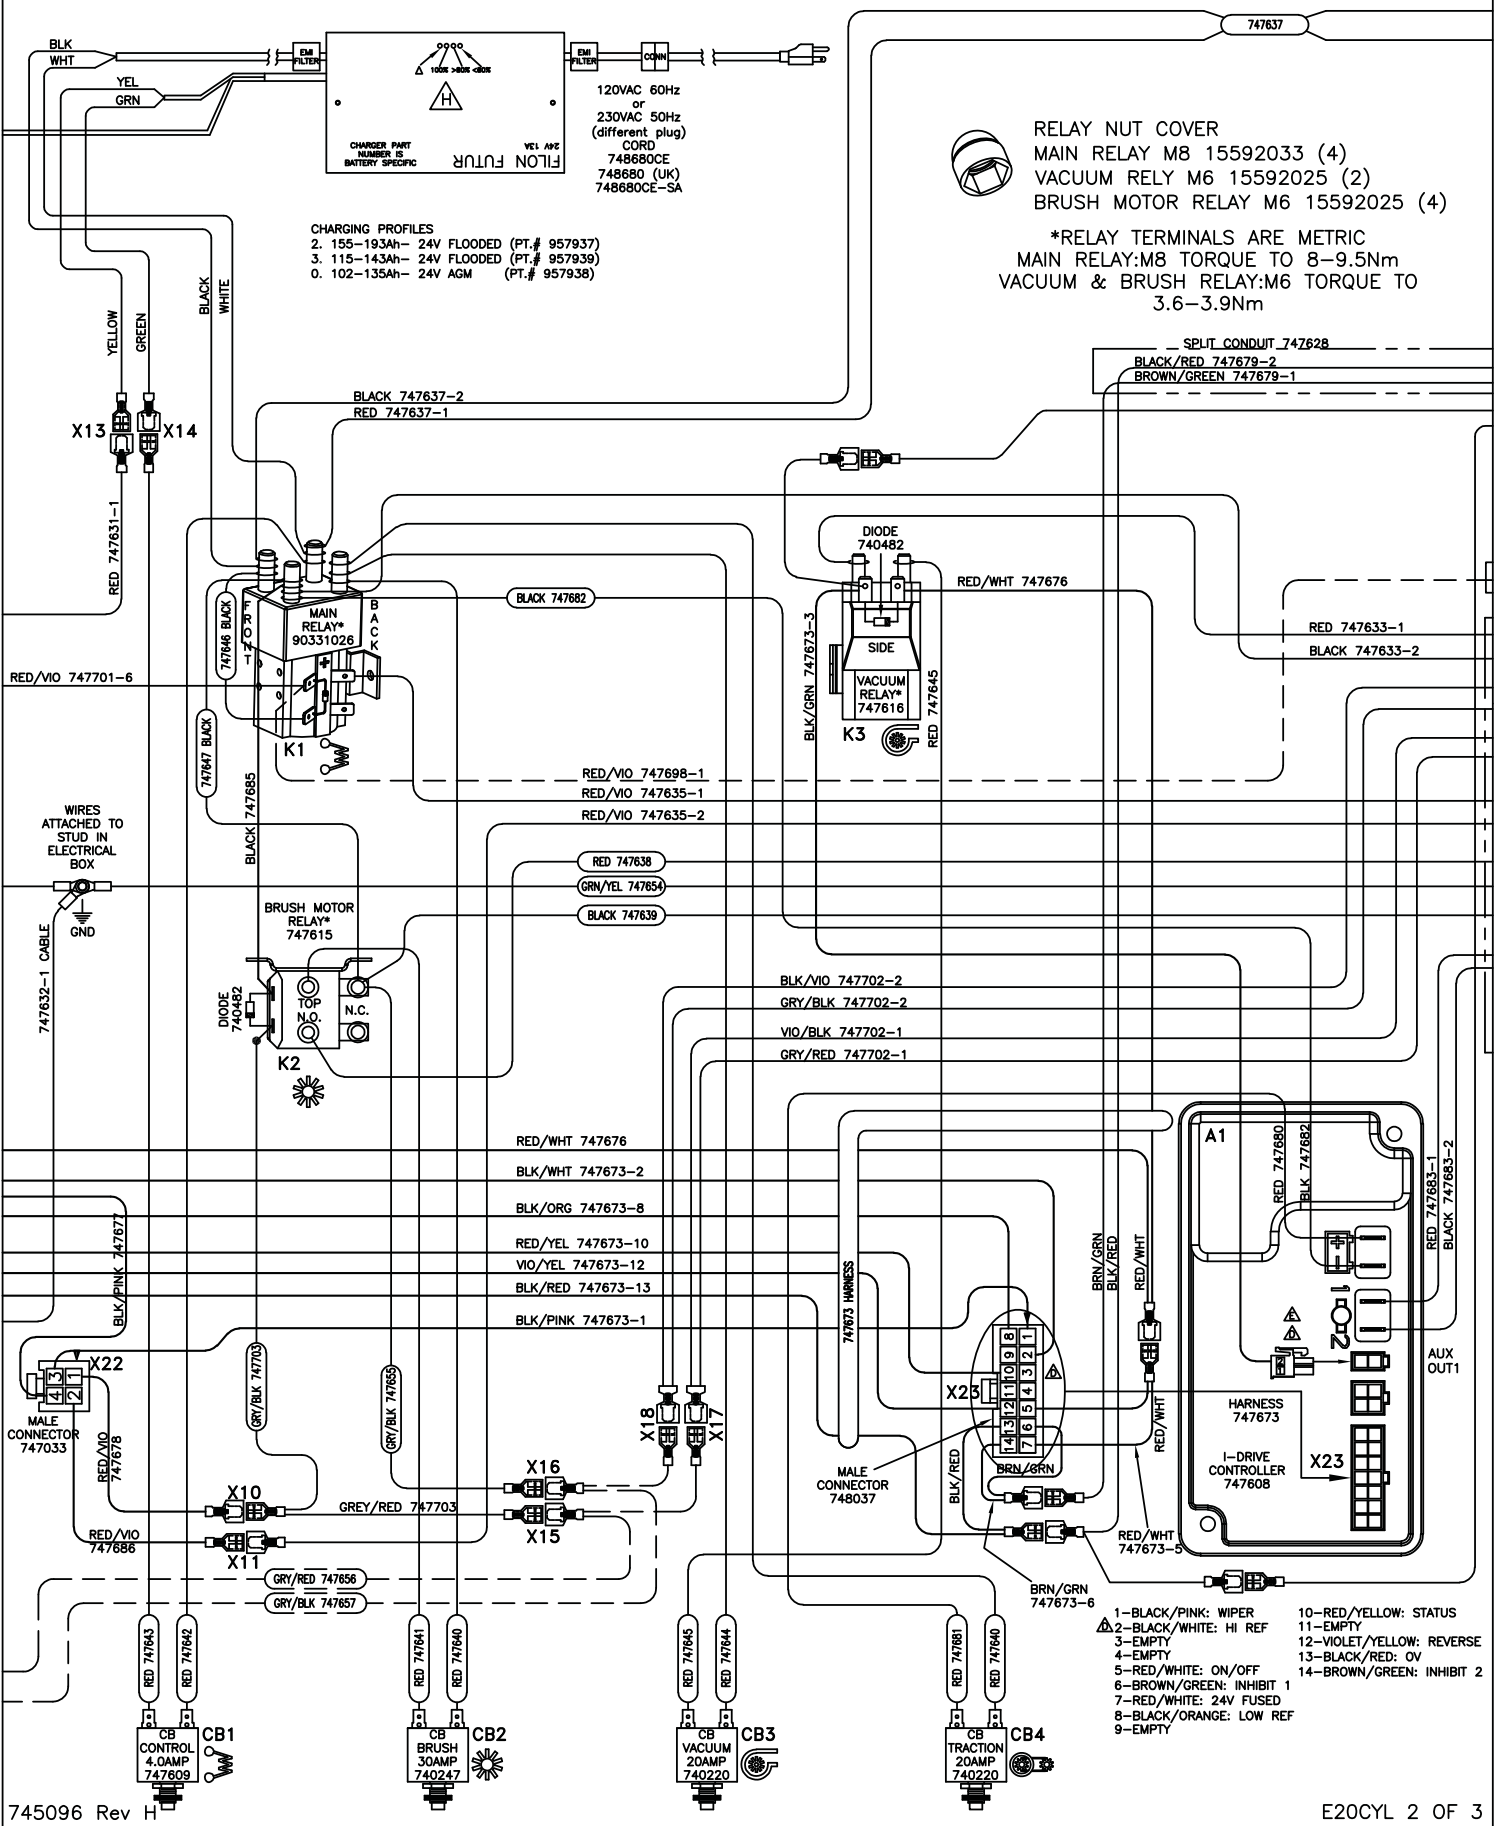 747637
BLK
WHT
YEL
GRN
EMI
FILTER
100% >80% <80%
H
CHARGER PART
NUMBER IS
BATTERY SPECIFIC
FILON FUTUR
24V 13A
EMI
FILTER
CONN
120VAC 60Hz
or
230VAC 50Hz
(different plug)
CORD
748680CE
748680 (UK)
748680CE-SA
RELAY NUT COVER
MAIN RELAY M8 15592033 (4)
VACUUM RELY M6 15592025 (2)
BRUSH MOTOR RELAY M6 15592025 (4)
*RELAY TERMINALS ARE METRIC
MAIN RELAY:M8 TORQUE TO 8-9.5Nm
VACUUM & BRUSH RELAY:M6 TORQUE TO
3.6-3.9Nm
CHARGING PROFILES
2. 155-193Ah- 24V FLOODED (PT.# 957937)
3. 115-143Ah- 24V FLOODED (PT.# 957939)
0. 102-135Ah- 24V AGM (PT.# 957938)
BLACK
WHITE
YELLOW
GREEN
SPLIT CONDUIT 747628
BLACK/RED 747679-2
BROWN/GREEN 747679-1
BLACK 747637-2
RED 747637-1
X13
X14
RED 747631-1
DIODE
740482
RED/WHT 747676
BLACK 747682
FRONT
BACK
MAIN
RELAY*
90331026
747646 BLACK
BLK/GRN 747673-3
SIDE
VACUUM
RELAY*
747616
K3
RED 747645
RED 747633-1
BLACK 747633-2
RED/VIO 747701-6
+
K1
747647 BLACK
BLACK 747685
RED/VIO 747698-1
RED/VIO 747635-1
RED/VIO 747635-2
WIRES
ATTACHED TO
STUD IN
ELECTRICAL
BOX
GND
747632-1 CABLE
RED 747638
GRN/YEL 747654
BLACK 747639
BRUSH MOTOR
RELAY*
747615
DIODE
740482
TOP
N.O.
N.C.
K2
BLK/VIO 747702-2
GRY/BLK 747702-2
VIO/BLK 747702-1
GRY/RED 747702-1
RED/WHT 747676
BLK/WHT 747673-2
BLK/ORG 747673-8
RED/YEL 747673-10
VIO/YEL 747673-12
BLK/RED 747673-13
BLK/PINK 747673-1
BLK/PINK 747677
747673 HARNESS
BRN/GRN
BLK/RED
RED/WHT
A1
RED 747680
BLK 747682
RED 747683-1
BLACK 747683-2
+
-
1
2
E
D
AUX
OUT1
2 1
HARNESS
747673
I-DRIVE
CONTROLLER
747608
X23
X22
3 1
4 2
MALE
CONNECTOR
747033
RED/VIO
747678
RED/VIO
747686
X10
X11
GRY/BLK 747703
GRY/BLK 747655
GREY/RED 747703
X16
X15
X18
X17
GRY/RED 747656
GRY/BLK 747657
X23
8 1
9 2
10 3
11 4
12 5
13 6
14 7
D
MALE
CONNECTOR
748037
BRN/GRN
BLK/RED
RED/WHT
RED/WHT
747673-5
BRN/GRN
747673-6
1-BLACK/PINK: WIPER
D 2-BLACK/WHITE: HI REF
3-EMPTY
4-EMPTY
5-RED/WHITE: ON/OFF
6-BROWN/GREEN: INHIBIT 1
7-RED/WHITE: 24V FUSED
8-BLACK/ORANGE: LOW REF
9-EMPTY
10-RED/YELLOW: STATUS
11-EMPTY
12-VIOLET/YELLOW: REVERSE
13-BLACK/RED: OV
14-BROWN/GREEN: INHIBIT 2
RED 747643
RED 747642
RED 747641
RED 747640
RED 747645
RED 747644
RED 747681
RED 747640
CB
CONTROL
4.0AMP
747609
CB1
CB
BRUSH
30AMP
740247
CB2
CB
VACUUM
20AMP
740220
CB3
CB
TRACTION
20AMP
740220
CB4
745096 Rev H
E20CYL 2 OF 3